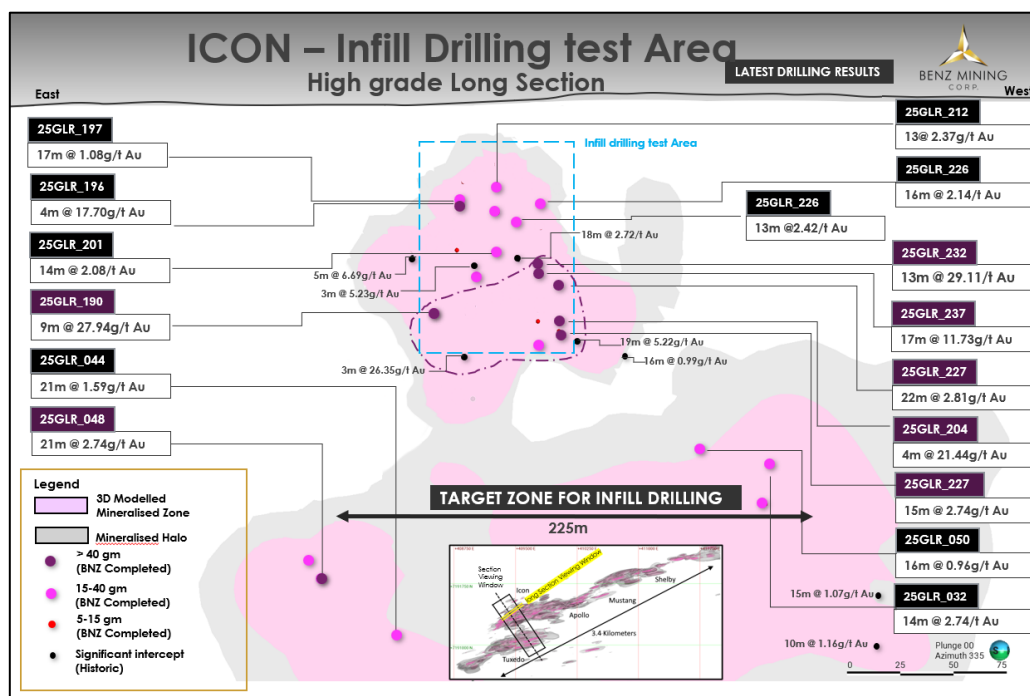 ICON – Infill Drilling test Area
High grade Long Section
LATEST DRILLING RESULTS
BENZ MINING
CORP.
East
West
25GLR_197
17m @ 1.08g/t Au
25GLR_196
4m @ 17.70g/t Au
25GLR_201
14m @ 2.08/t Au
25GLR_190
9m @ 27.94g/t Au
25GLR_044
21m @ 1.59g/t Au
25GLR_048
21m @ 2.74g/t Au
Infill drilling test Area
18m @ 2.72/t Au
5m @ 6.69g/t Au
3m @ 5.23g/t Au
19m @ 5.22g/t Au
16m @ 0.99g/t Au
3m @ 26.35g/t Au
25GLR_212
13@ 2.37g/t Au
25GLR_226
16m @ 2.14/t Au
25GLR_226
13m @2.42/t Au
25GLR_232
13m @ 29.11/t Au
25GLR_237
17m @ 11.73g/t Au
25GLR_227
22m @ 2.81g/t Au
25GLR_204
4m @ 21.44g/t Au
25GLR_227
15m @ 2.74g/t Au
25GLR_050
16m @ 0.96g/t Au
25GLR_032
14m @ 2.74/t Au
TARGET ZONE FOR INFILL DRILLING
225m
15m @ 1.07g/t Au
10m @ 1.16g/t Au
Legend
3D Modelled
Mineralised Zone
Mineralised Halo
> 40 gm
(BNZ Completed)
15-40 gm
(BNZ Completed)
5-15 gm
(BNZ Completed)
Significant intercept
(Historic)
Section
Viewing
Window
long Section Viewing Window
Icon
Apollo
Mustang
Shelby
Tuxedo
3.4 Kilometers
Plunge 00
Azimuth 335
0 25 50 75